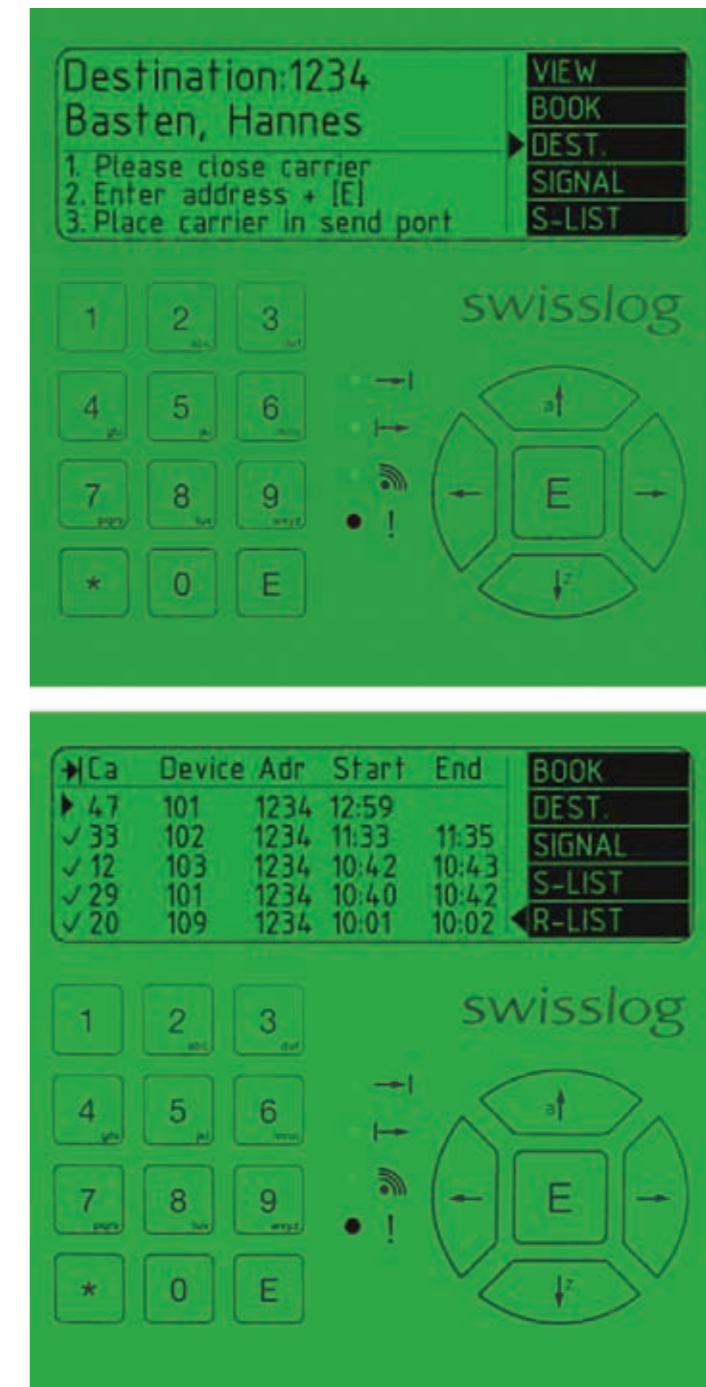 Destination:1234
Basten, Hannes
1. Please close carrier
2. Enter address + [E]
3. Place carrier in send port
VIEW
BOOK
DEST.
SIGNAL
S-LIST
swisslog
1 2 3
4 5 6
7 8 9
* 0 E
!
a
E
z
Ca Device Adr Start End
47 101 1234 12:59
✓ 33 102 1234 11:33 11:35
✓ 12 103 1234 10:42 10:43
✓ 29 101 1234 10:40 10:42
✓ 20 109 1234 10:01 10:02
BOOK
DEST.
SIGNAL
S-LIST
R-LIST
swisslog
1 2 3
4 5 6
7 8 9
* 0 E
!
a
E
z